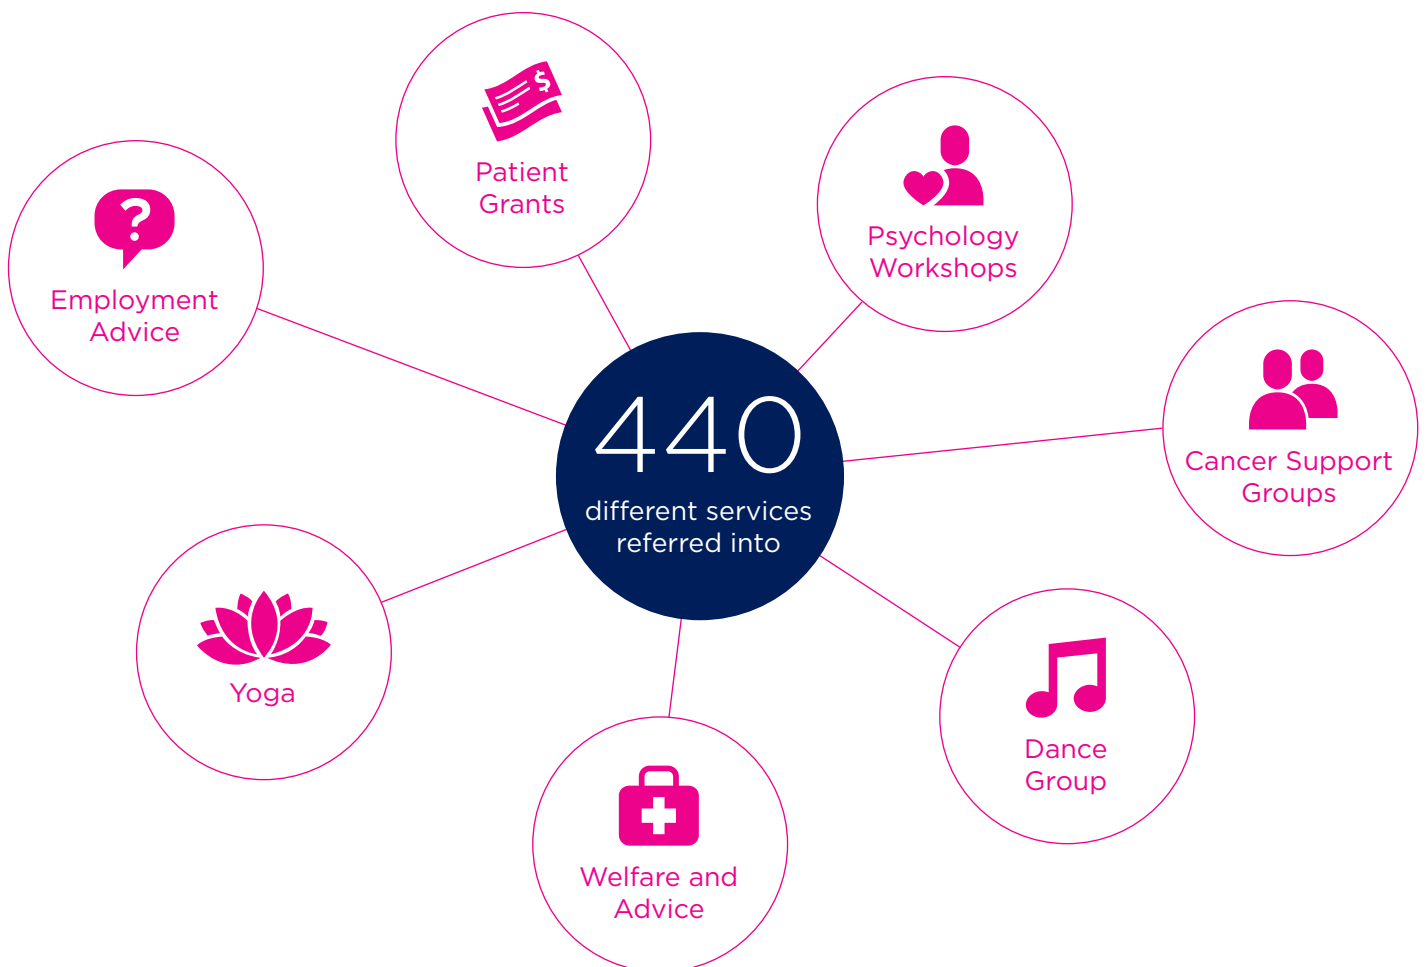 Patient
Grants
Psychology
Workshops
Employment
Advice
440
different services
referred into
Cancer Support
Groups
Yoga
Dance
Group
Welfare and
Advice